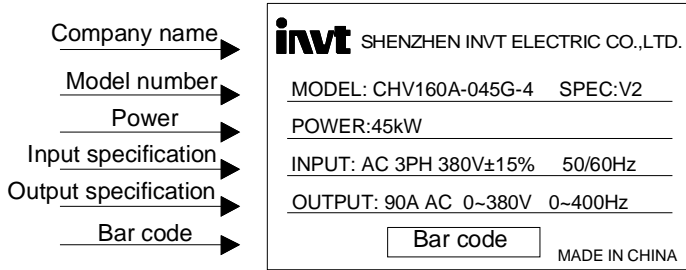 Company name
invt SHENZHEN INVT ELECTRIC CO.,LTD.
Model number
MODEL: CHV160A-045G-4 SPEC:V2
Power
POWER:45kW
Input specification
INPUT: AC 3PH 380V±15% 50/60Hz
Output specification
OUTPUT: 90A AC 0~380V 0~400Hz
Bar code
Bar code
MADE IN CHINA